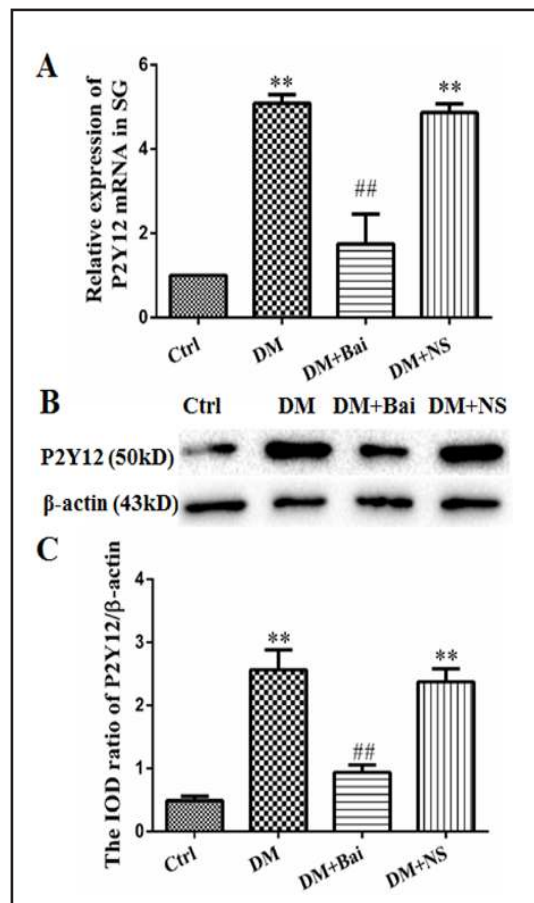 A
Relative expression of
P2Y12 mRNA in SG
6
4
2
0
**
##
**
Ctrl
DM
DM+Bai
DM+NS
B
Ctrl DM DM+Bai DM+NS
P2Y12 (50kD)
β-actin (43kD)
C
The IOD ratio of P2Y12/β-actin
4
3
2
1
0
**
##
**
Ctrl
DM
DM+Bai
DM+NS